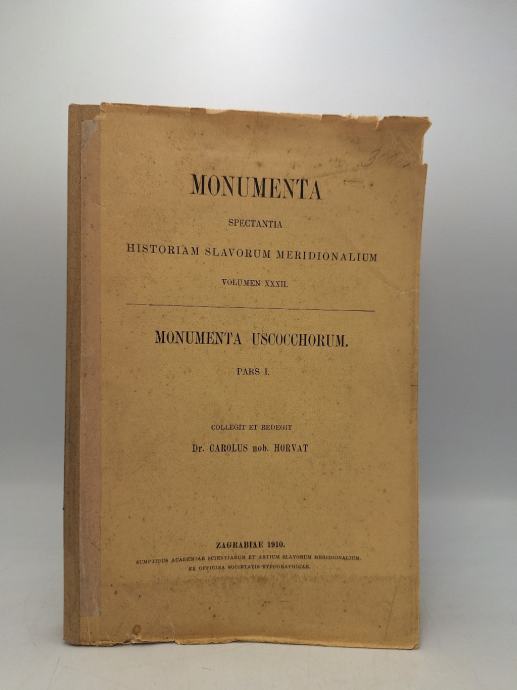 MONUMENTA
SPECTANTIA
HISTORIAM SLAVORUM MERIDIONALIUM
VOLUMEN XXXII.
MONUMENTA USCOCCHORUM.
PARS I.
COLLEGIT ET REDEGIT
Dr. CAROLUS nob. HORVAT
ZAGRABIAE 1910.
SUMPTIBUS ACADEMIAE SCIENTIARUM ET ARTIUM SLAVORUM MERIDIONALIUM.
EX OFFICINA SOCIETATIS TYPOGRAPHICAE.